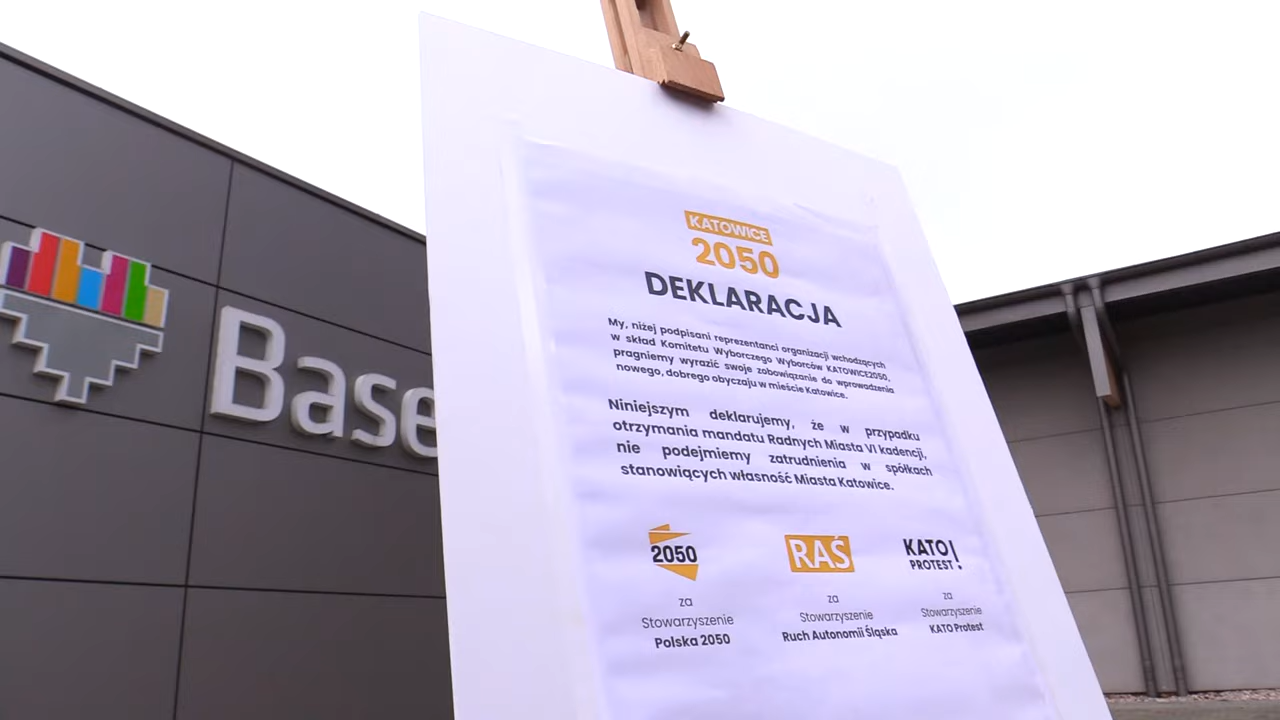 Base
KATOWICE
2050
DEKLARACJA
My, niżej podpisani reprezentanci organizacji wchodzących
w skład Komitetu Wyborczego Wyborców KATOWICE2050,
pragniemy wyrazić swoje zobowiązanie do wprowadzenia
nowego, dobrego obyczaju w mieście Katowice.
Niniejszym deklarujemy, że w przypadku
otrzymania mandatu Radnych Miasta VI kadencji,
nie podejmiemy zatrudnienia w spółkach
stanowiących własność Miasta Katowice.
2050
za
Stowarzyszenie
Polska 2050
RAŚ
za
Stowarzyszenie
Ruch Autonomii Śląska
KATO
PROTEST!
za
Stowarzyszenie
KATO Protest